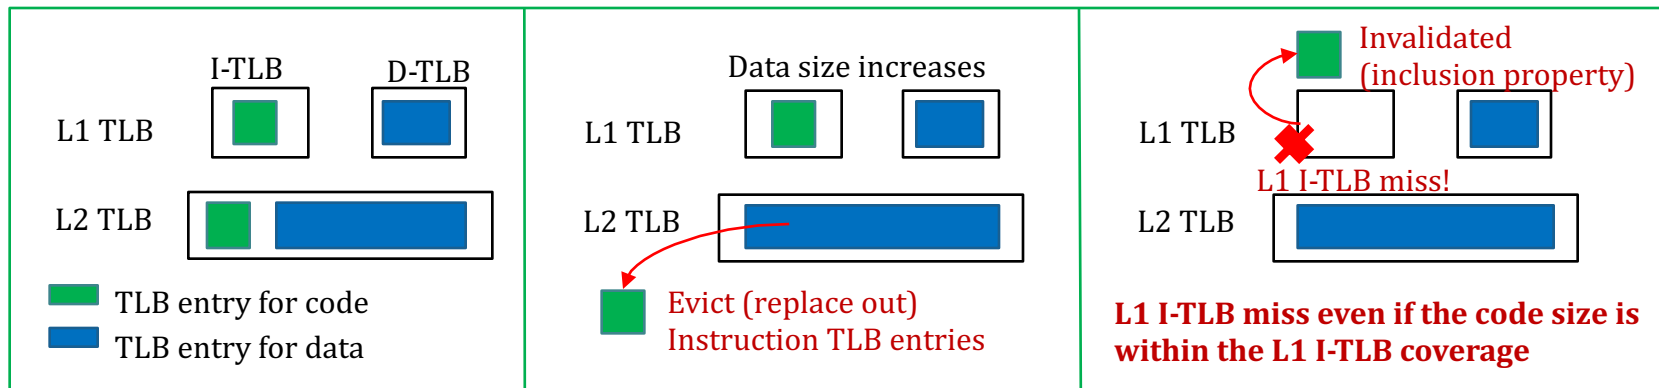 I-TLB
D-TLB
L1 TLB
L2 TLB
TLB entry for code
TLB entry for data
Data size increases
L1 TLB
L2 TLB
Evict (replace out)
Instruction TLB entries
Invalidated
(inclusion property)
L1 TLB
L1 I-TLB miss!
L2 TLB
L1 I-TLB miss even if the code size is
within the L1 I-TLB coverage